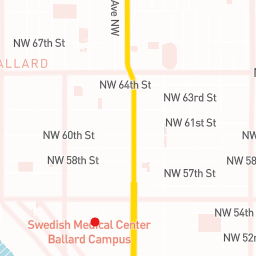 Ave NW
NW 67th St
ALLARD
NW 64th St
NW 63rd St
NW 61st St
NW 60th St
NW 58th St
NW 58
NW 57th St
NW 54th
Swedish Medical Center
Ballard Campus
NW 52n